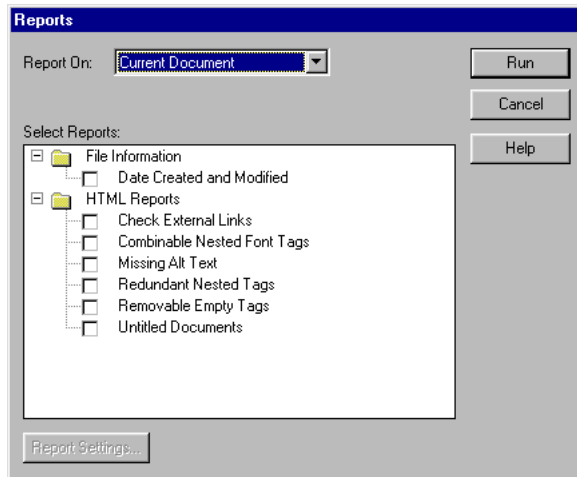 Reports
Report On: Current Document
Run
Cancel
Help
Select Reports:
File Information
Date Created and Modified
HTML Reports
Check External Links
Combinable Nested Font Tags
Missing Alt Text
Redundant Nested Tags
Removable Empty Tags
Untitled Documents
Report Settings...